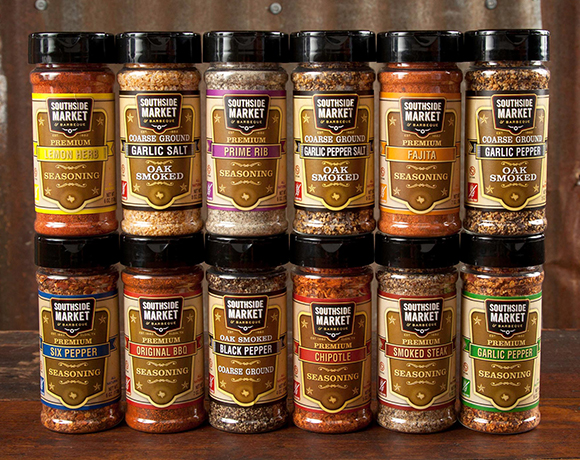 SOUTHSIDE
MARKET
& BARBEQUE
PREMIUM
LEMON HERB
SEASONING
SOUTHSIDE
MARKET
& BARBEQUE
COARSE GROUND
GARLIC SALT
OAK
SMOKED
SOUTHSIDE
MARKET
& BARBEQUE
PREMIUM
PRIME RIB
SEASONING
SOUTHSIDE
MARKET
& BARBEQUE
COARSE GROUND
GARLIC PEPPER SALT
OAK
SMOKED
SOUTHSIDE
MARKET
& BARBEQUE
PREMIUM
FAJITA
SEASONING
SOUTHSIDE
MARKET
& BARBEQUE
COARSE GROUND
GARLIC PEPPER
OAK
SMOKED
SOUTHSIDE
MARKET
& BARBEQUE
PREMIUM
SIX PEPPER
SEASONING
SOUTHSIDE
MARKET
& BARBEQUE
PREMIUM
ORIGINAL BBQ
SEASONING
SOUTHSIDE
MARKET
& BARBEQUE
OAK SMOKED
BLACK PEPPER
COARSE GROUND
SOUTHSIDE
MARKET
& BARBEQUE
PREMIUM
CHIPOTLE
SEASONING
SOUTHSIDE
MARKET
& BARBEQUE
PREMIUM
SMOKED STEAK
SEASONING
SOUTHSIDE
MARKET
& BARBEQUE
PREMIUM
GARLIC PEPPER
SEASONING